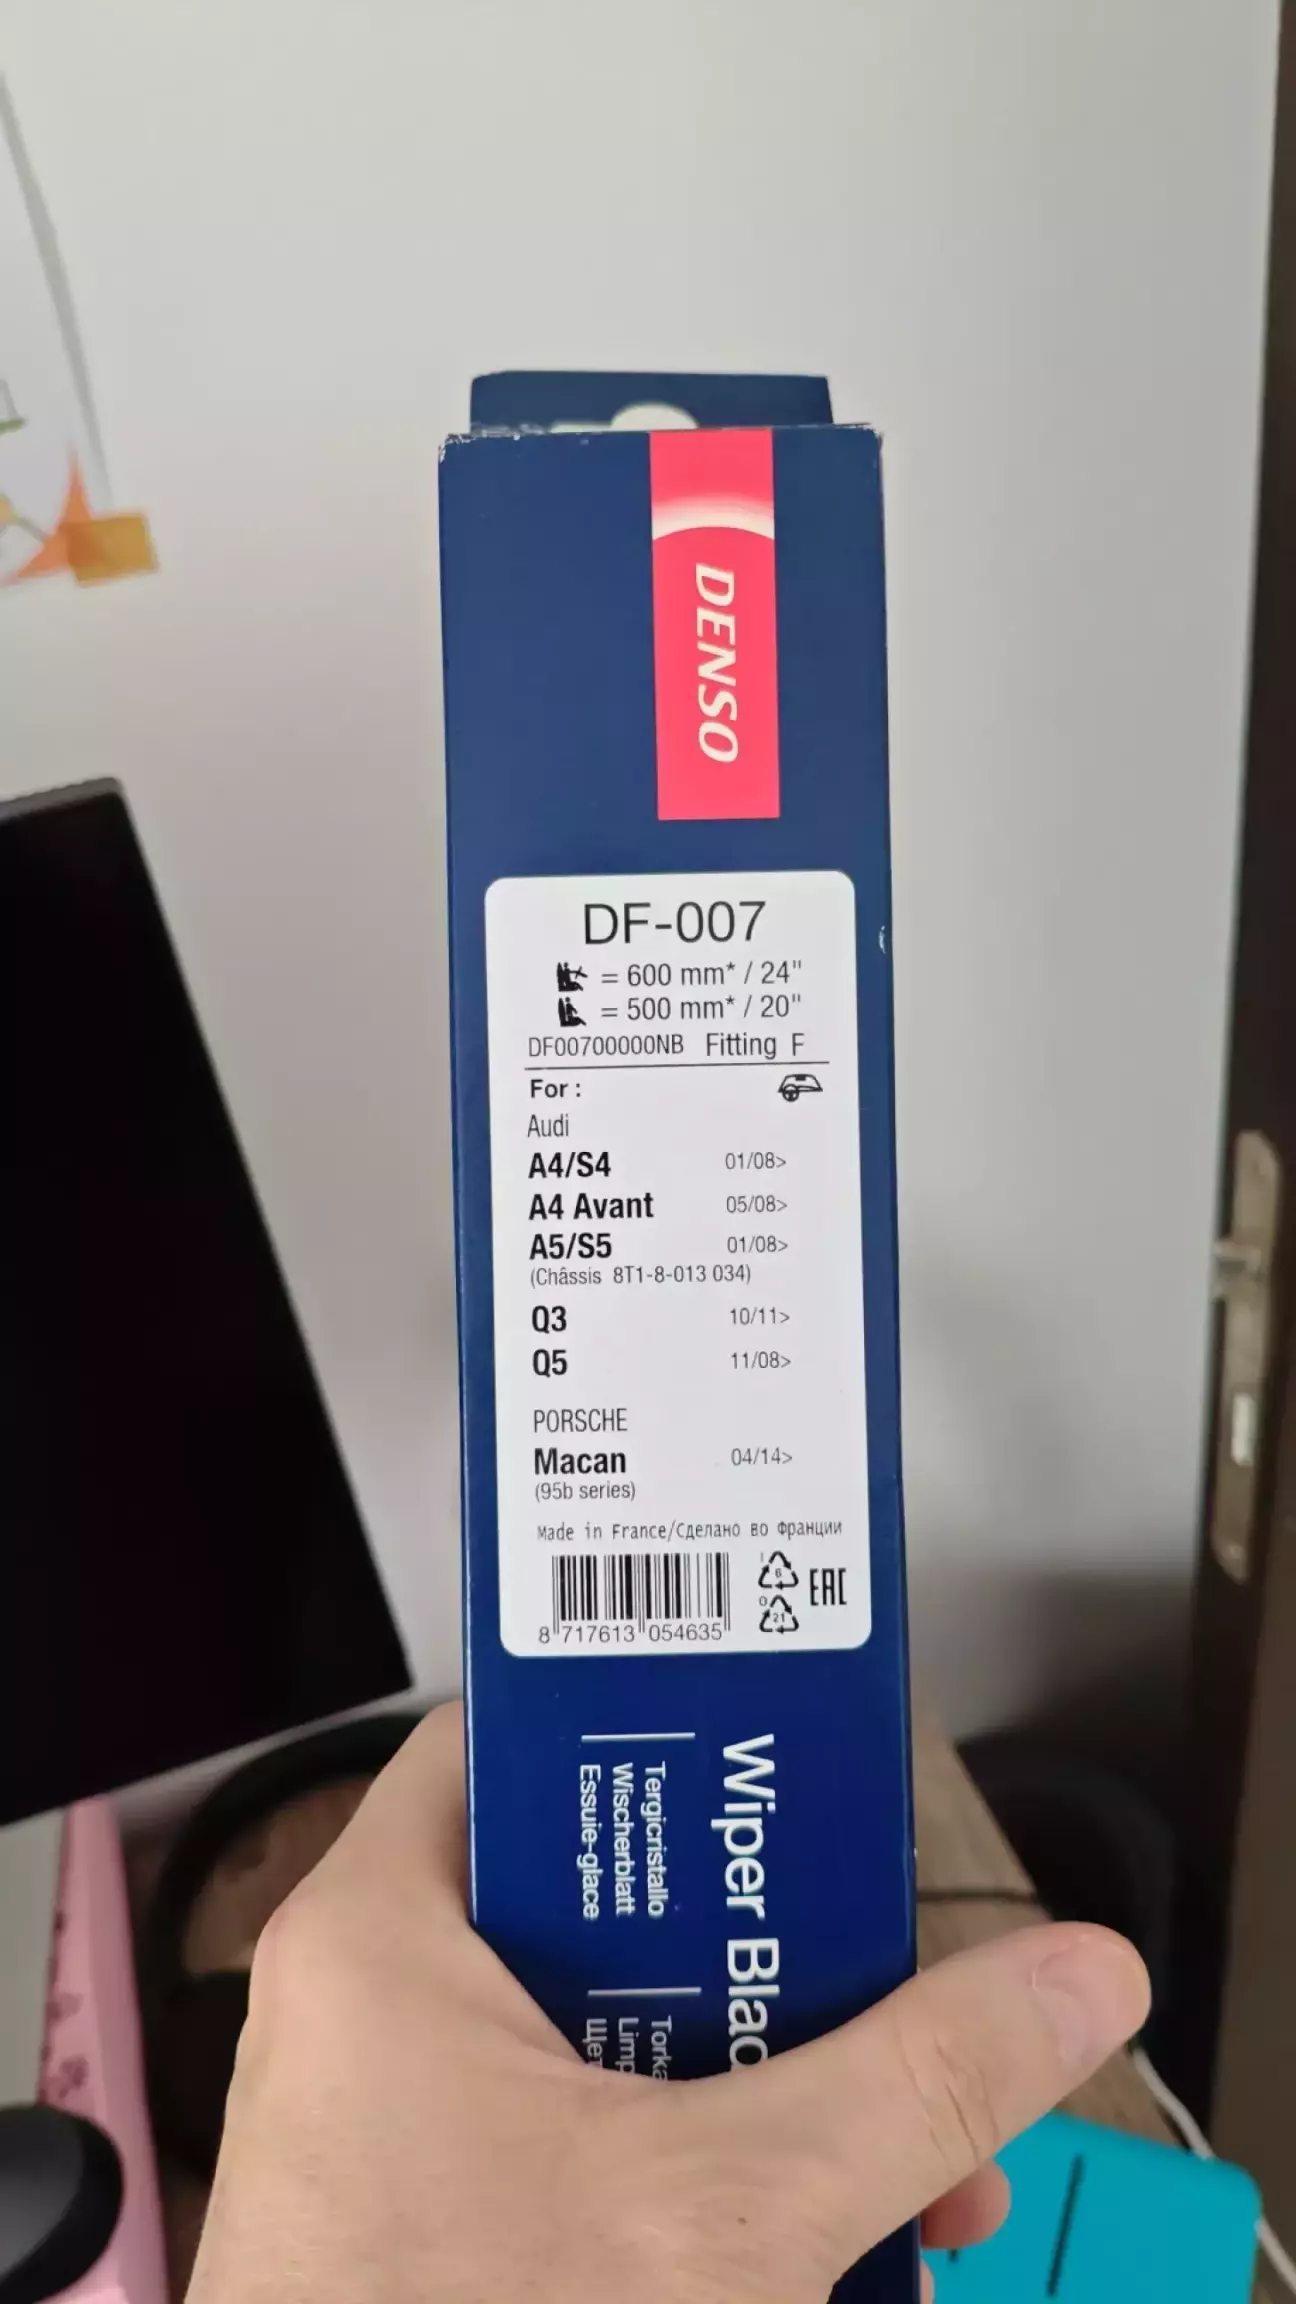 DENSO
DF-007
= 600 mm* / 24"
= 500 mm* / 20"
DF00700000NB Fitting F
For :
Audi
A4/S4 01/08>
A4 Avant 05/08>
A5/S5 01/08>
(Châssis 8T1-8-013 034)
Q3 10/11>
Q5 11/08>
PORSCHE
Macan 04/14>
(95b series)
Made in France/Сделано во Франции
8 717613 054635
6
21
EAC
Wiper
Tergicristallo
Wischerblatt
Essuie-glace